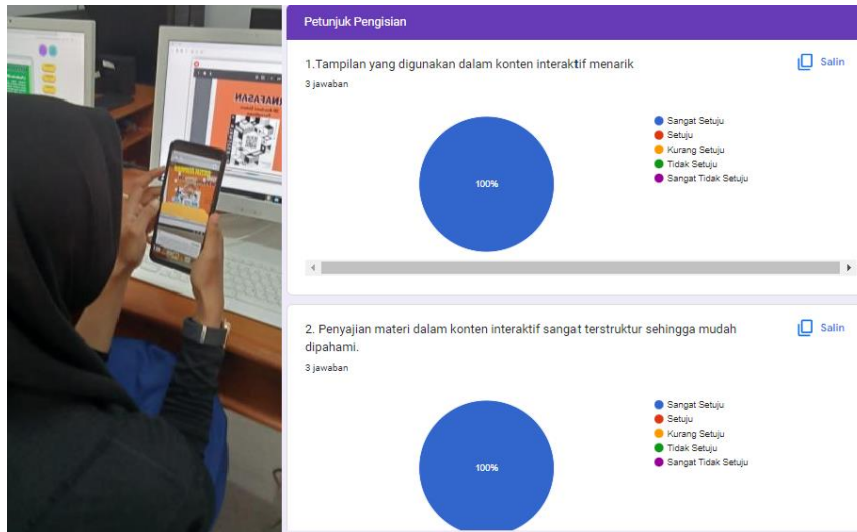 RNAFASAN
Petunjuk Pengisian
1.Tampilan yang digunakan dalam konten interaktif menarik
Salin
3 jawaban
100%
Sangat Setuju
Setuju
Kurang Setuju
Tidak Setuju
Sangat Tidak Setuju
2. Penyajian materi dalam konten interaktif sangat terstruktur sehingga mudah
dipahami.
Salin
3 jawaban
100%
Sangat Setuju
Setuju
Kurang Setuju
Tidak Setuju
Sangat Tidak Setuju